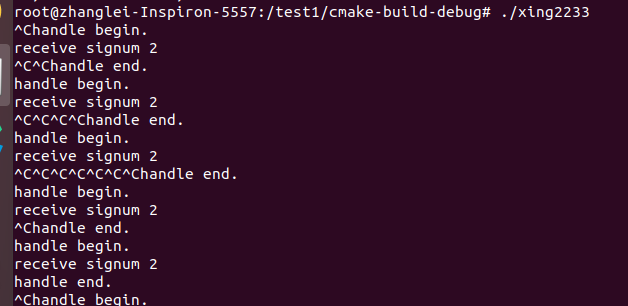 root@zhanglei-Inspiron-5557:/test1/cmake-build-debug# ./xing2233
^Chandle begin.
receive signum 2
^C^Chandle end.
handle begin.
receive signum 2
^C^C^C^Chandle end.
handle begin.
receive signum 2
^C^C^C^C^C^C^Chandle end.
handle begin.
receive signum 2
^Chandle end.
handle begin.
receive signum 2
handle end.
^Chandle begin.